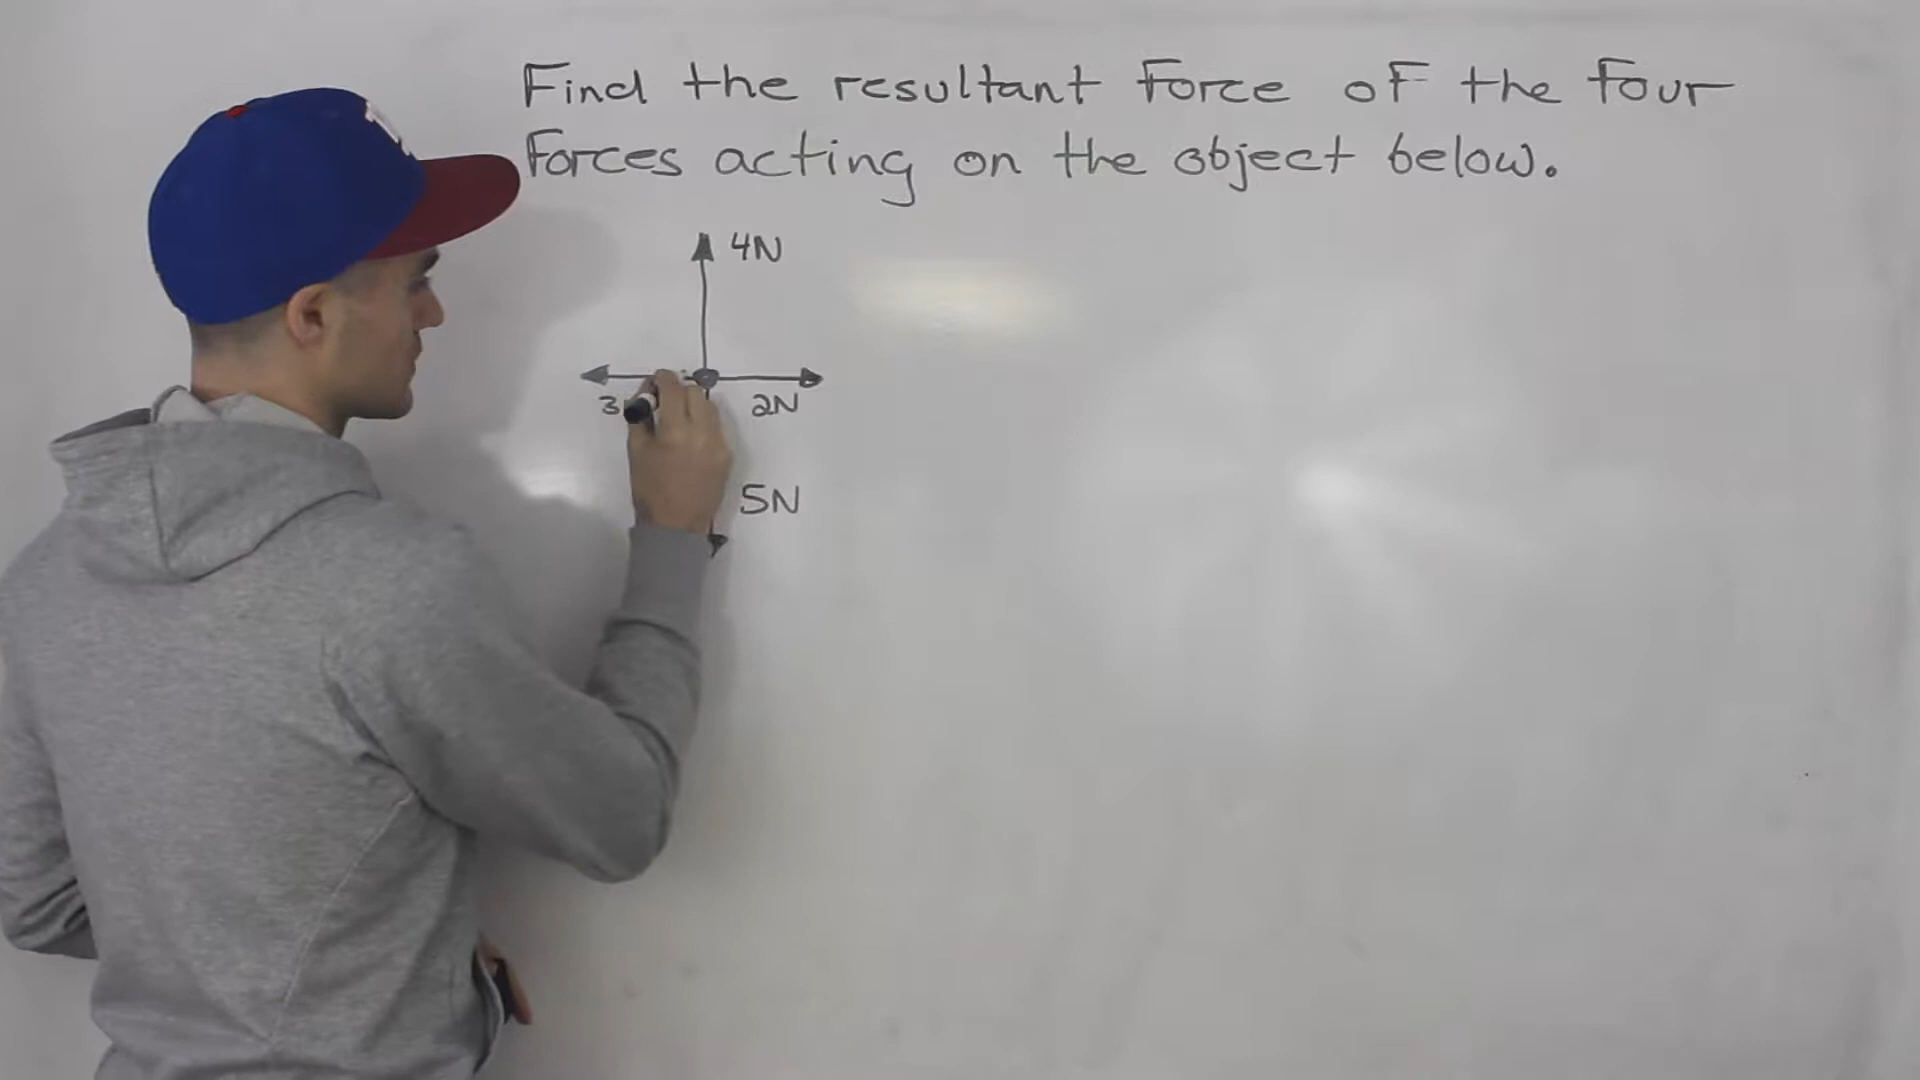 Find the resultant force of the four
forces acting on the object below.
4N
3
2N
5N